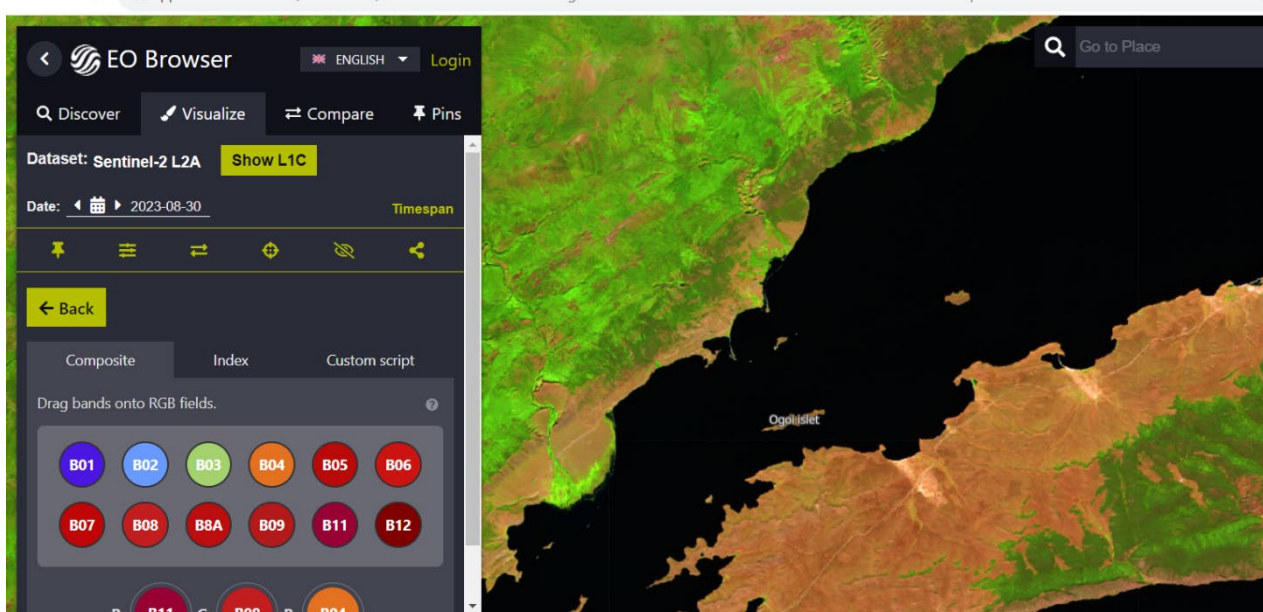 EO Browser
ENGLISH
Login
Go to Place
Discover
Visualize
Compare
Pins
Dataset: Sentinel-2 L2A
Show L1C
Date: 2023-08-30
Timespan
Back
Composite
Index
Custom script
Drag bands onto RGB fields.
B01 B02 B03 B04 B05 B06
B07 B08 B8A B09 B11 B12
B11 B04
Ogoi islet